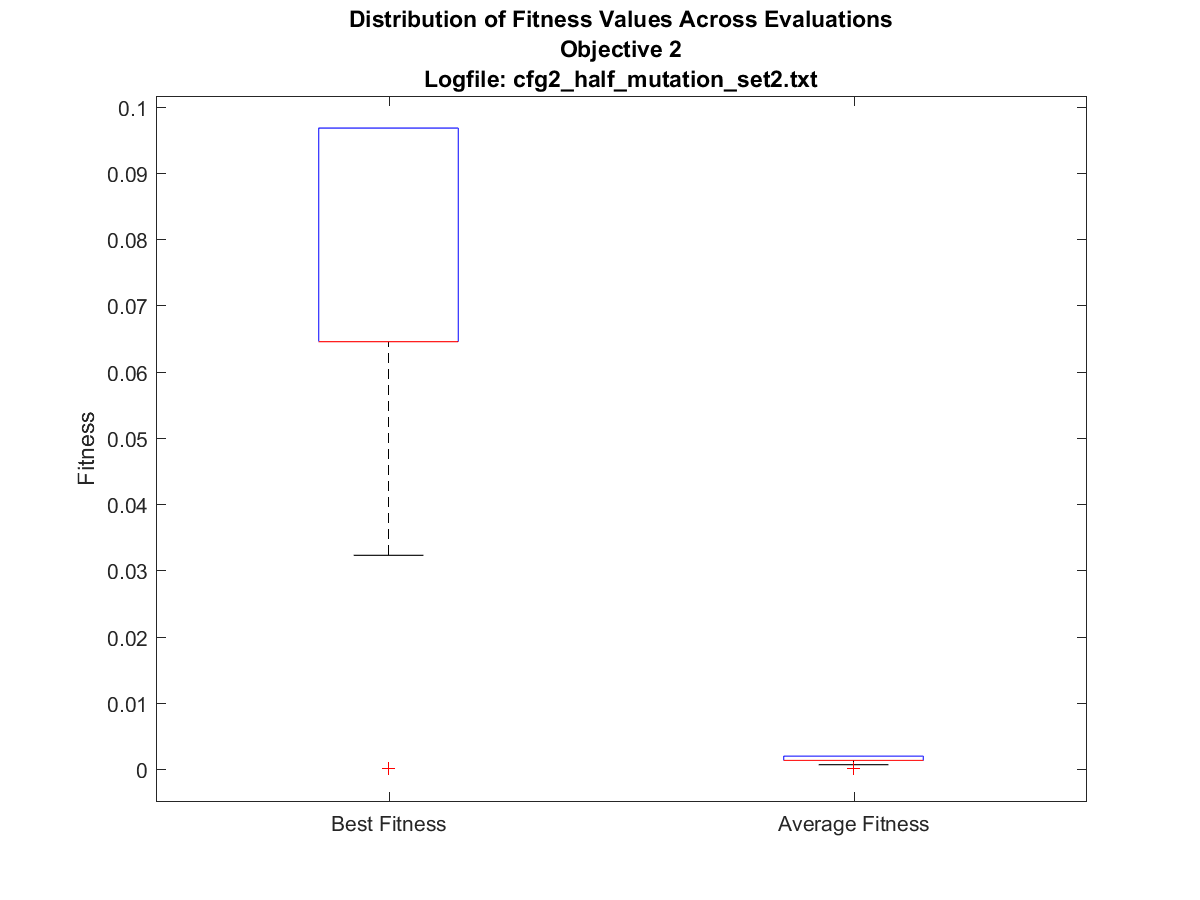 Distribution of Fitness Values Across Evaluations
Objective 2
Logfile: cfg2_half_mutation_set2.txt
0.1
0.09
0.08
0.07
0.06
0.05
0.04
0.03
0.02
0.01
0
Fitness
Best Fitness
Average Fitness